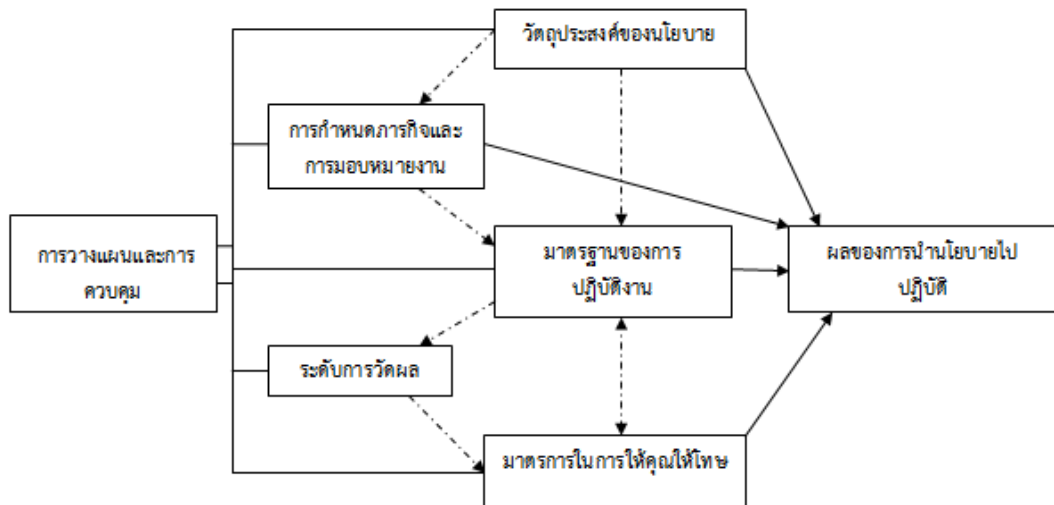 วัตถุประสงค์ของนโยบาย
การกำหนดภารกิจและ
การมอบหมายงาน
การวางแผนและการ
ควบคุม
มาตรฐานของการ
ปฏิบัติงาน
ผลของการนำนโยบายไป
ปฏิบัติ
ระดับการวัดผล
มาตรการในการให้คุณให้โทษ